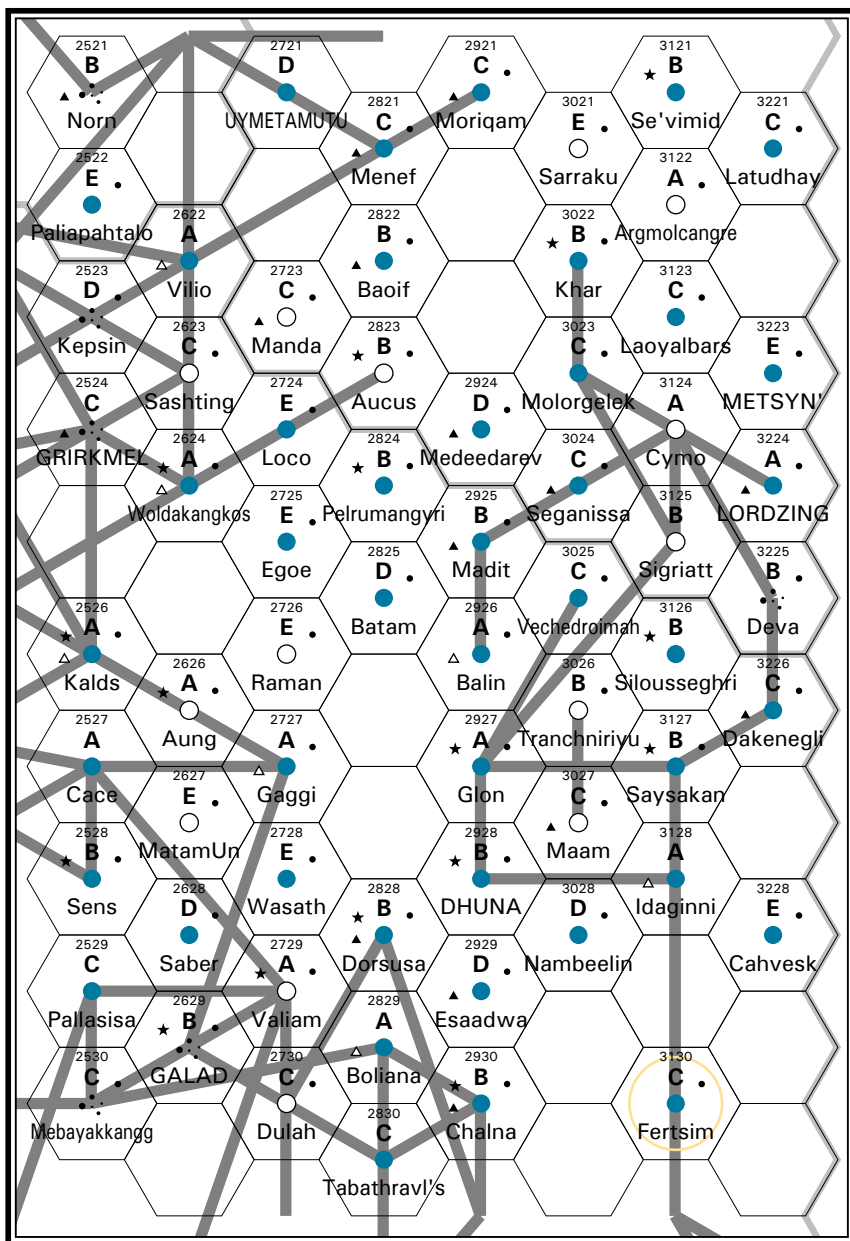 2521
B
Norn
2721
D
UYMETAMUTU
2921
C
Moriqam
3121
B
Se'vimid
2821
C
Menef
3021
E
Sarraku
3221
C
Latudhay
2522
E
Paliapahtalo
3122
A
Argmolcangre
2622
A
Vilio
2822
B
Baoif
3022
B
Khar
2523
D
Kepsin
2723
C
Manda
3123
C
Laoyalbars
2623
C
Sashting
2823
B
Aucus
3023
C
Molorgelek
3223
E
METSYN'
2524
C
GRIRKMEL
2724
E
Loco
2924
D
Medeedarev
3124
A
Cymo
2624
A
Woldakangkos
2824
B
Pelrumangyri
3024
C
Seganissa
3224
A
LORDZING
2725
E
Egoe
2925
B
Madit
3125
B
Sigriatt
2825
D
Batam
3025
C
Vechedroimah
3225
B
Deva
2526
A
Kalds
2726
E
Raman
2926
A
Balin
3126
B
Silousseghri
2626
A
Aung
3026
B
Tranchniriyu
3226
C
Dakenegli
2527
A
Cace
2727
A
Gaggi
2927
A
Glon
3127
B
Saysakan
2627
E
MatamUn
3027
C
Maam
2528
B
Sens
2728
E
Wasath
2928
B
DHUNA
3128
A
Idaginni
2628
D
Saber
2828
B
Dorsusa
3028
D
Nambeelin
3228
E
Cahvesk
2529
C
Pallasisa
2729
A
Valiam
2929
D
Esaadwa
2629
B
GALAD
2829
A
Boliana
2530
C
Mebayakkangg
2730
C
Dulah
2930
B
Chalna
3130
C
Fertsim
2830
C
Tabathravl's